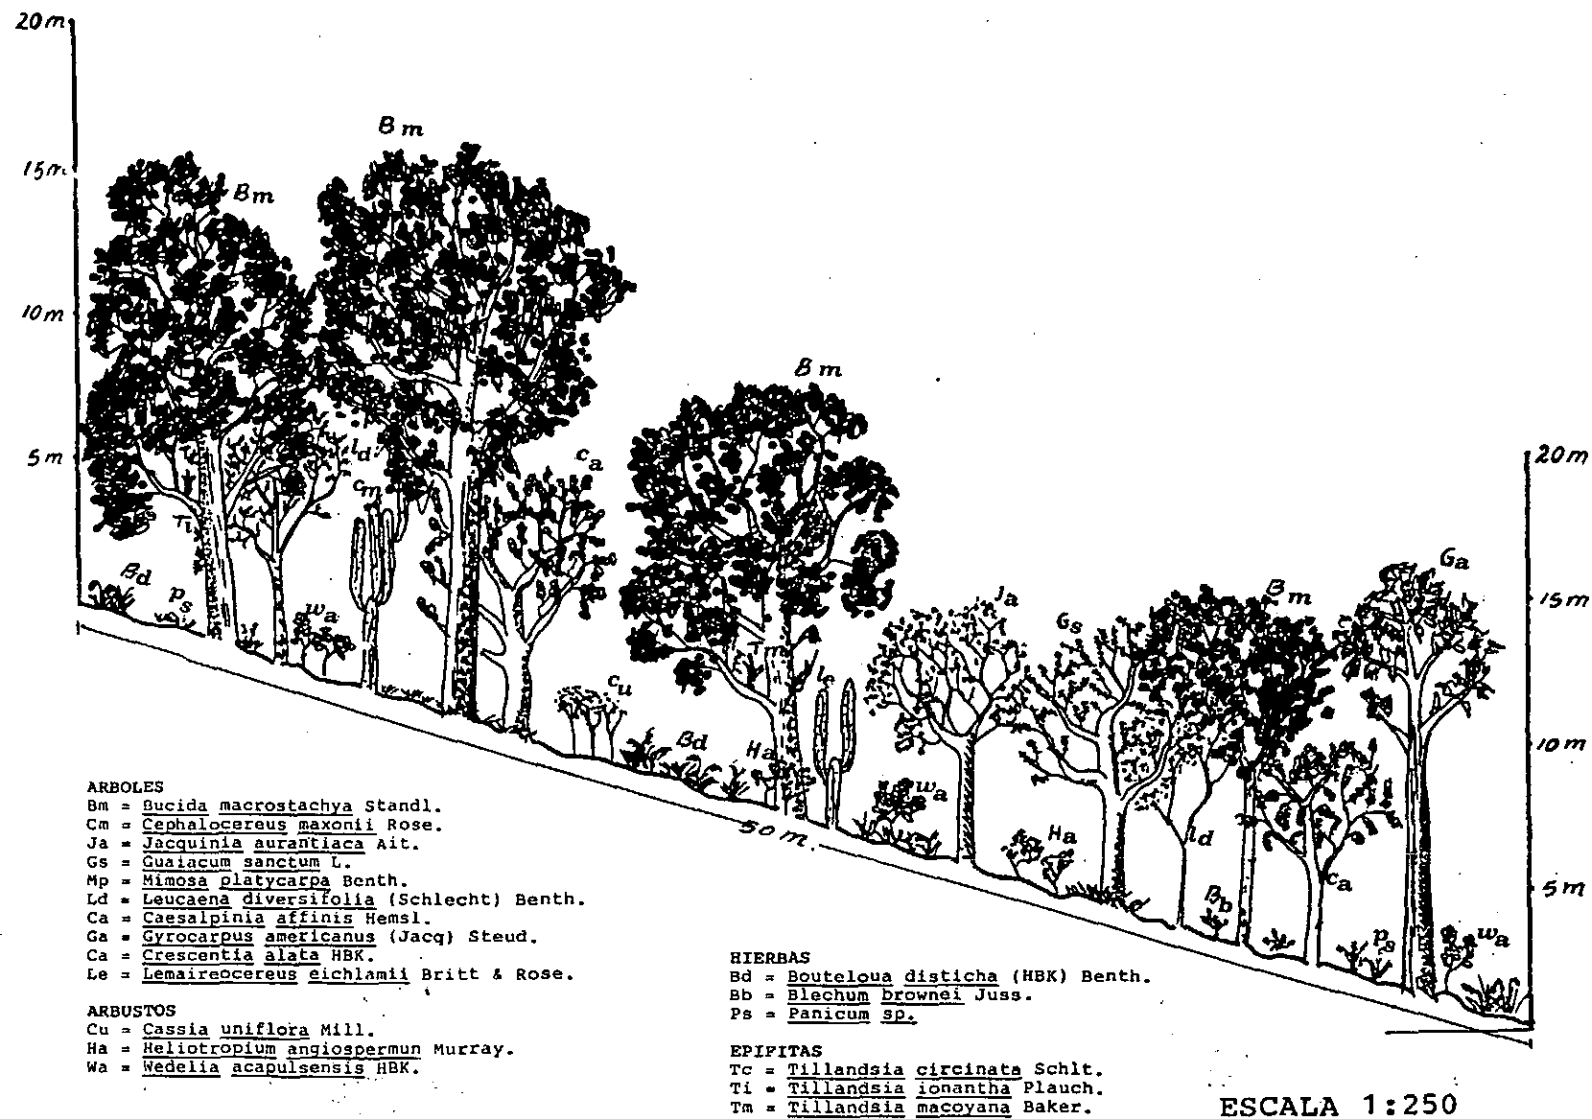 20m
15m
10m
5m
Bm
Bm
Bm
Bm
Ga
Ja
Gs
ld
cm
Ca
Ti
Bd
Ps
wa
Cu
Bd
Ha
Tm
le
wa
Ha
ld
Bb
Ca
Ps
wa
20m
15m
10m
5m
50 m.
ARBOLES
Bm = Bucida macrostachya Standl.
Cm = Cephalocereus maxonii Rose.
Ja = Jacquinia aurantiaca Ait.
Gs = Guaiacum sanctum L.
Mp = Mimosa platycarpa Benth.
Ld = Leucaena diversifolia (Schlecht) Benth.
Ca = Caesalpinia affinis Hemsl.
Ga = Gyrocarpus americanus (Jacq) Steud.
Ca = Crescentia alata HBK.
Le = Lemaireocereus eichlamii Britt & Rose.
ARBUSTOS
Cu = Cassia uniflora Mill.
Ha = Heliotropium angiospermun Murray.
Wa = Wedelia acapulsensis HBK.
HIERBAS
Bd = Bouteloua disticha (HBK) Benth.
Bb = Blechum brownei Juss.
Ps = Panicum sp.
EPIFITAS
Tc = Tillandsia circinata Schlt.
Ti = Tillandsia ionantha Plauch.
Tm = Tillandsia macoyana Baker.
ESCALA 1:250